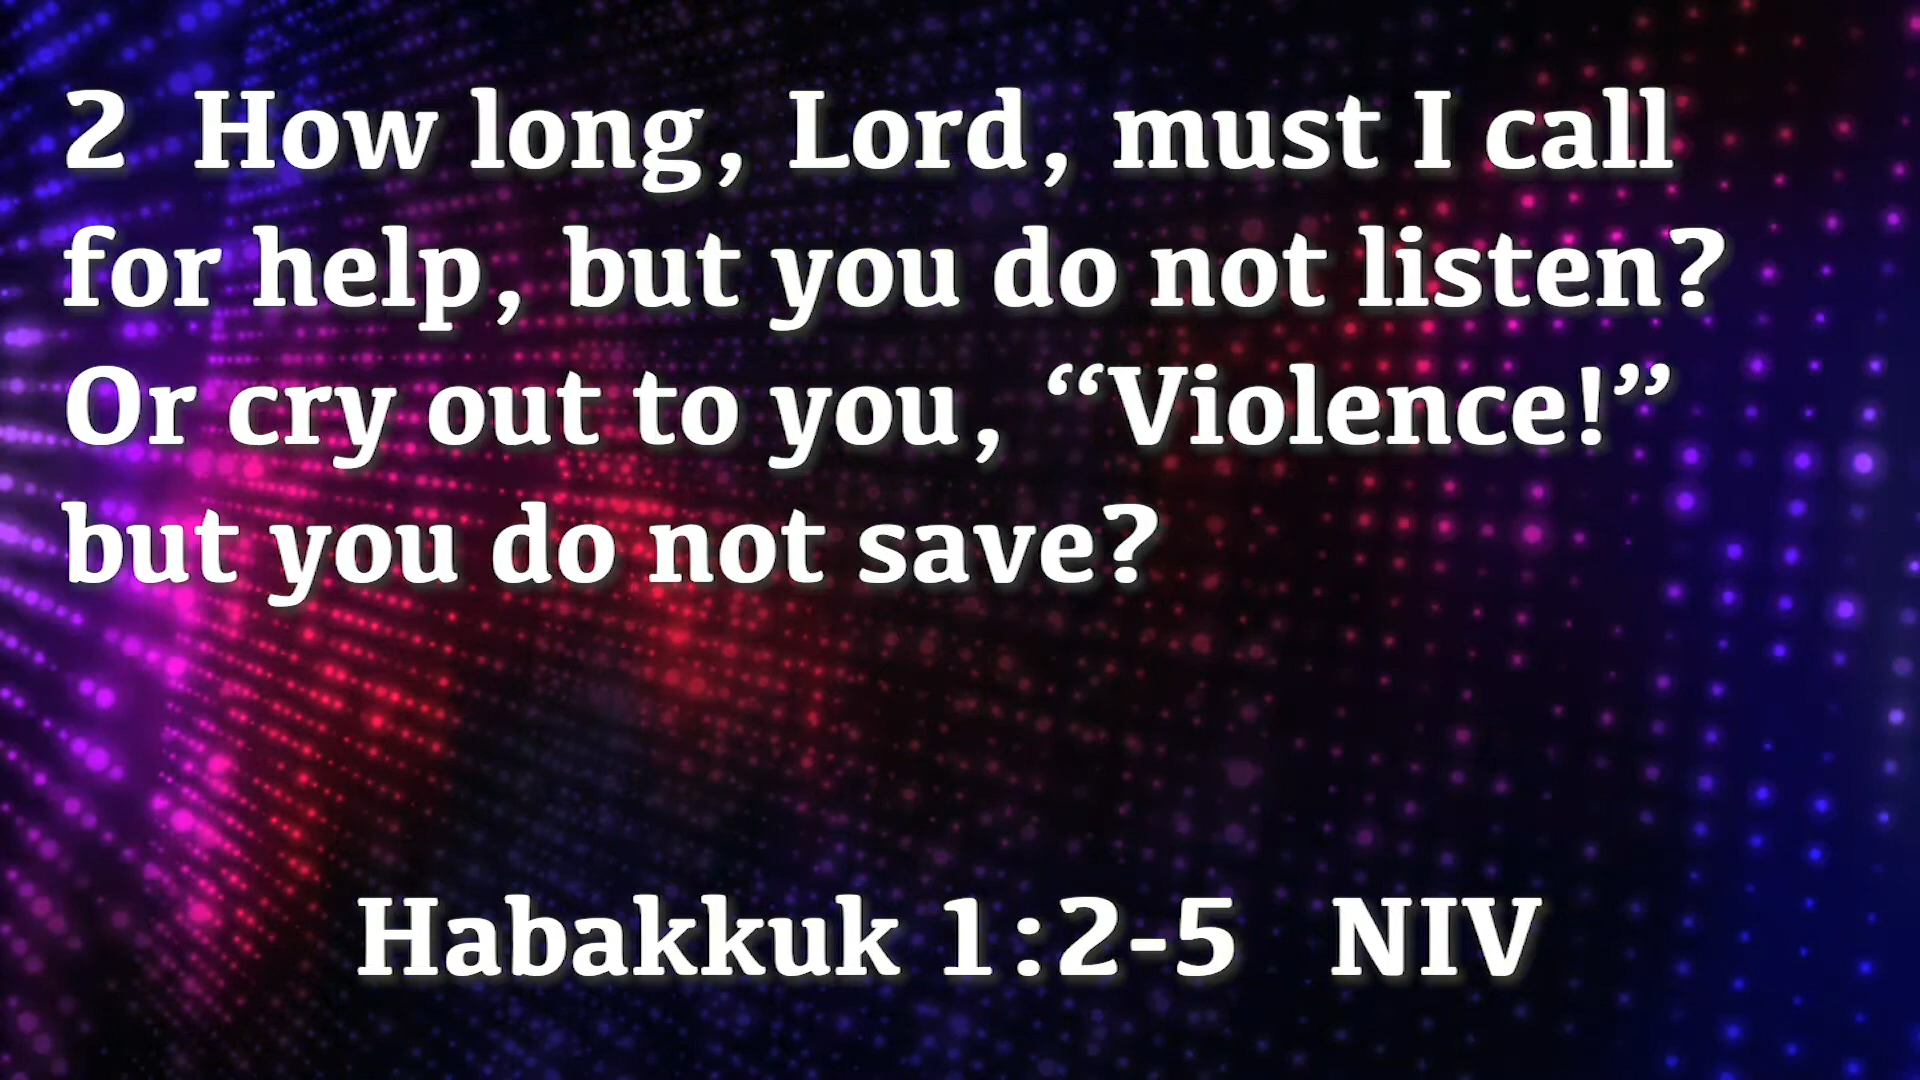 2 How long, Lord, must I call
for help, but you do not listen?
Or cry out to you, “Violence!”
but you do not save?
Habakkuk 1:2-5 NIV